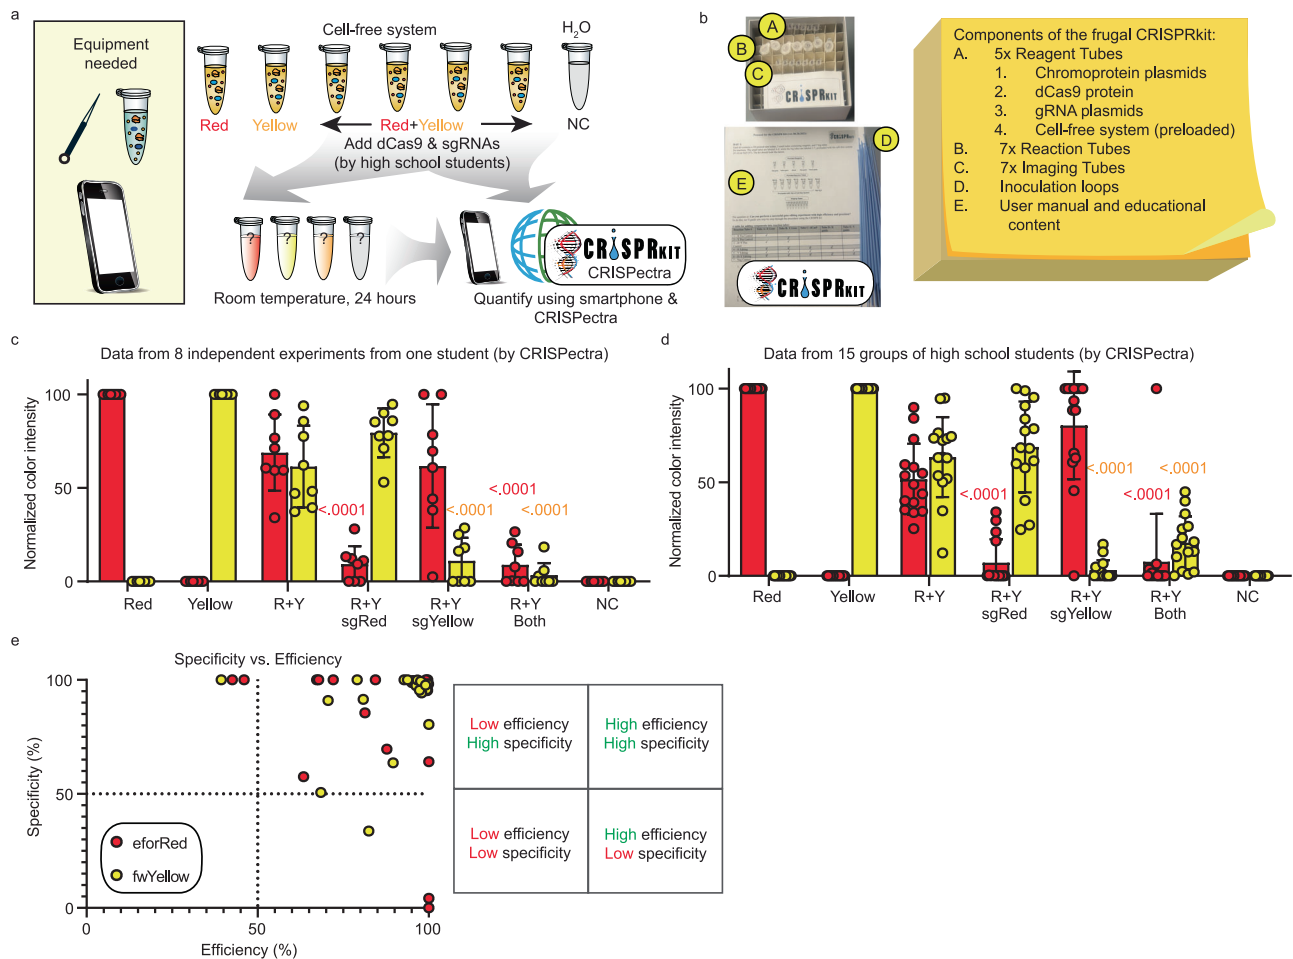 a
Equipment
needed
Cell-free system
H2O
Red
Yellow
Red+Yellow
NC
Add dCas9 & sgRNAs
(by high school students)
? ? ? ?
Room temperature, 24 hours
CRISPRKIT
CRISPectra
Quantify using smartphone &
CRISPectra
b
A
B
C
CRISPRKIT
D
E
CRISPRKIT
Components of the frugal CRISPRkit:
A. 5x Reagent Tubes
1. Chromoprotein plasmids
2. dCas9 protein
3. gRNA plasmids
4. Cell-free system (preloaded)
B. 7x Reaction Tubes
C. 7x Imaging Tubes
D. Inoculation loops
E. User manual and educational
content
c
Data from 8 independent experiments from one student (by CRISPectra)
Normalized color intensity
100
50
0
<.0001
<.0001
<.0001
<.0001
Red
Yellow
R+Y
R+Y
sgRed
R+Y
sgYellow
R+Y
Both
NC
d
Data from 15 groups of high school students (by CRISPectra)
Normalized color intensity
100
50
0
<.0001
<.0001
<.0001
<.0001
Red
Yellow
R+Y
R+Y
sgRed
R+Y
sgYellow
R+Y
Both
NC
e
Specificity vs. Efficiency
Specificity (%)
100
50
0
eforRed
fwYellow
0
50
100
Efficiency (%)
Low efficiency
High specificity
High efficiency
High specificity
Low efficiency
Low specificity
High efficiency
Low specificity